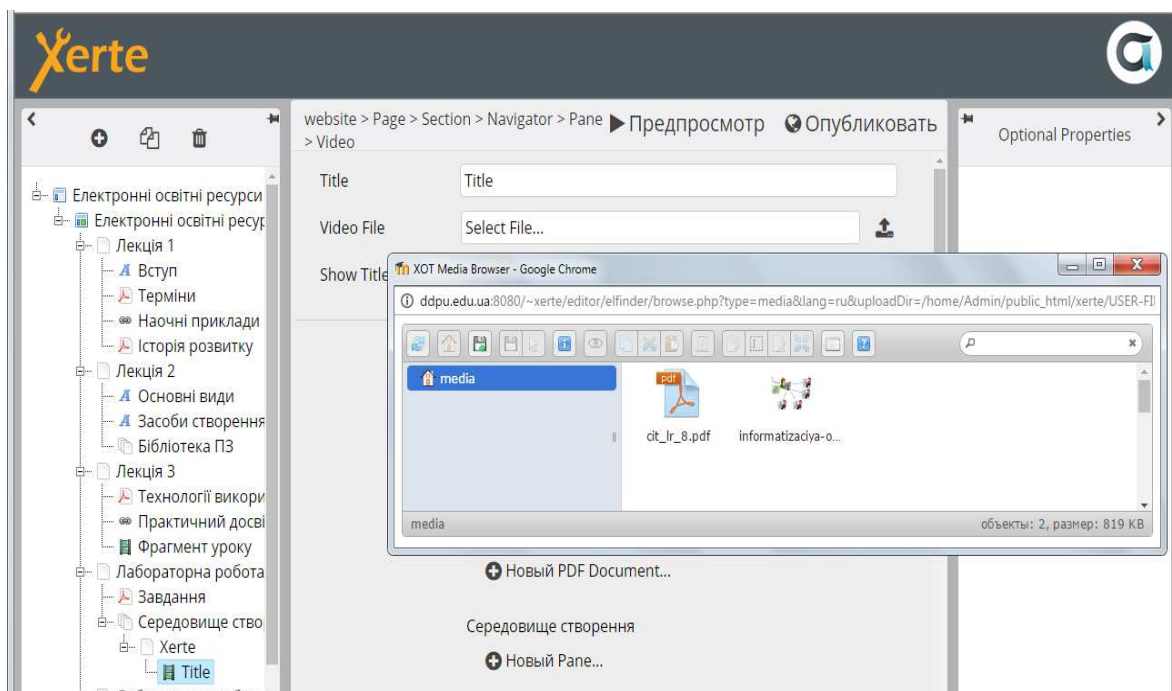 Xerte
website > Page > Section > Navigator > Pane
> Video
Предпросмотр
Опубликовать
Optional Properties
Електронні освітні ресурси
Електронні освітні ресур
Лекція 1
Вступ
Терміни
Наочні приклади
Історія розвитку
Лекція 2
Основні види
Засоби створення
Бібліотека ПЗ
Лекція 3
Технології викори
Практичний досві
Фрагмент уроку
Лабораторна робота
Завдання
Середовище ство
Xerte
Title
Title
Title
Video File
Select File...
Show Title
XOT Media Browser - Google Chrome
ddpu.edu.ua:8080/~xerte/editor/elfinder/browse.php?type=media&lang=ru&uploadDir=/home/Admin/public_html/xerte/USER-FI
media
pdf
cit_lr_8.pdf
informatizaciya-o...
media
объекты: 2, размер: 819 KB
Новый PDF Document...
Середовище створення
Новый Pane...